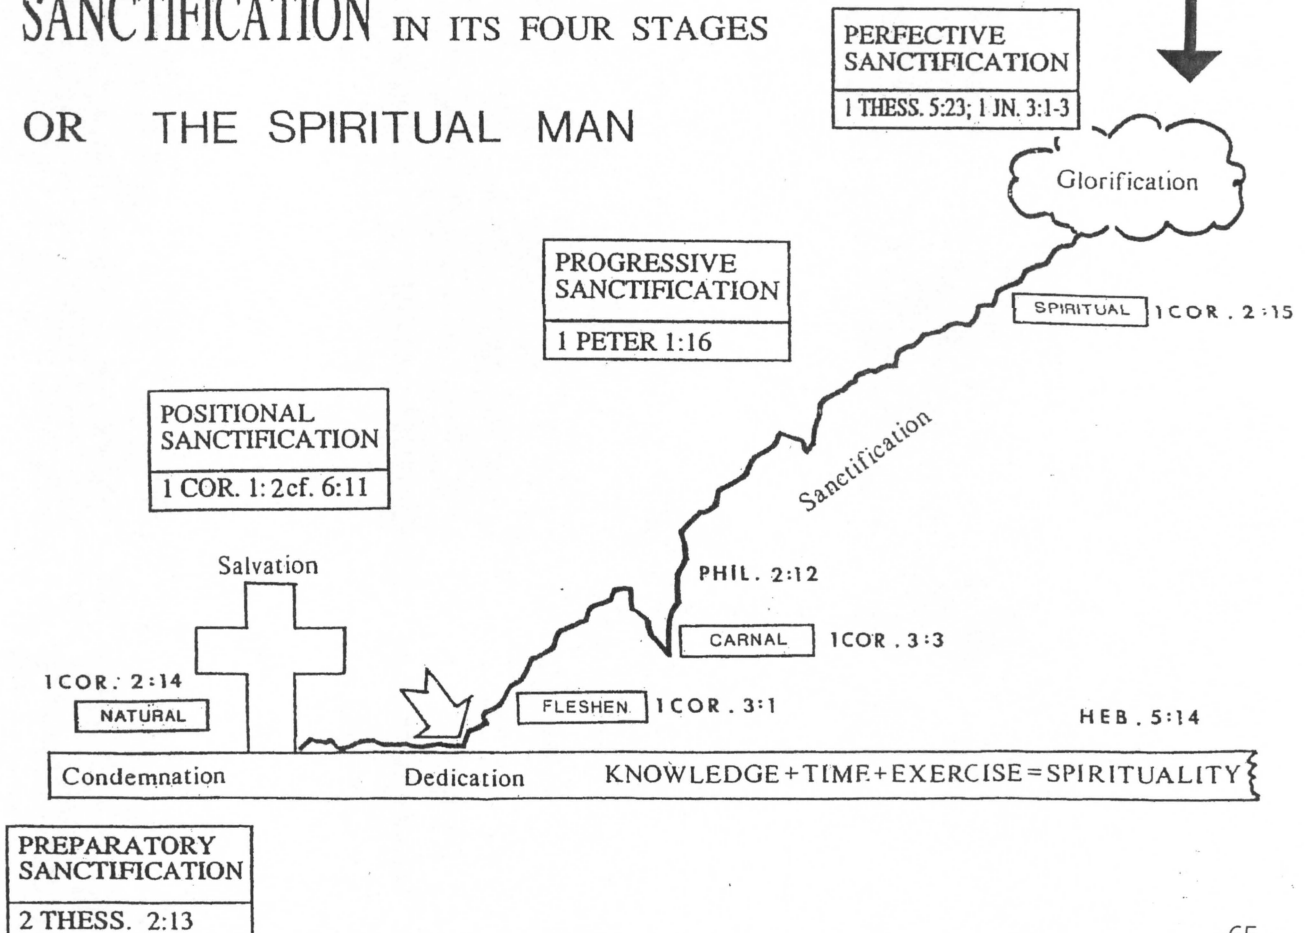 SANCTIFICATION IN ITS FOUR STAGES
OR THE SPIRITUAL MAN
PERFECTIVE
SANCTIFICATION
1 THESS. 5:23; 1 JN. 3:1-3
Glorification
PROGRESSIVE
SANCTIFICATION
1 PETER 1:16
SPIRITUAL 1COR. 2:15
POSITIONAL
SANCTIFICATION
1 COR. 1:2cf. 6:11
Sanctification
Salvation
PHIL. 2:12
CARNAL 1COR. 3:3
1COR. 2:14
NATURAL
FLESHEN 1COR. 3:1
HEB. 5:14
Condemnation Dedication KNOWLEDGE+TIME+EXERCISE=SPIRITUALITY
PREPARATORY
SANCTIFICATION
2 THESS. 2:13